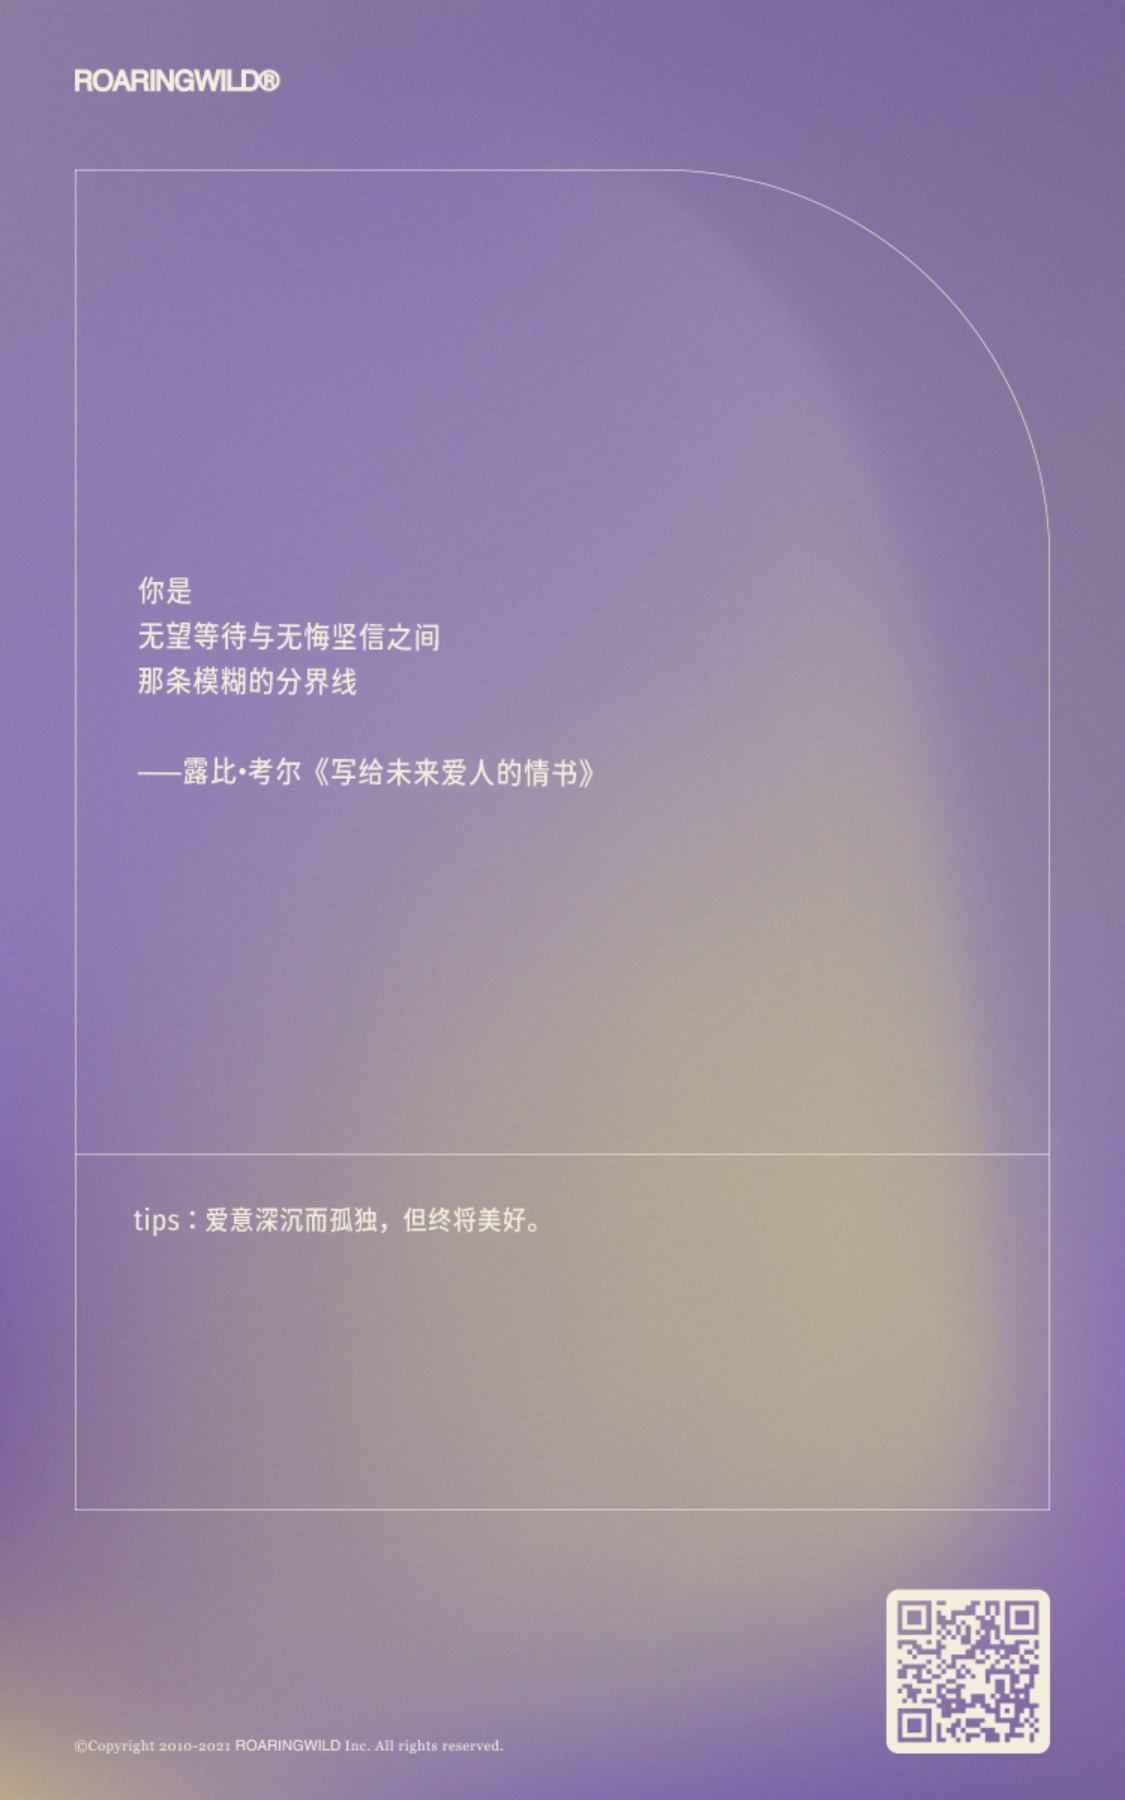 ROARINGWILD®
你是
无望等待与无悔坚信之间
那条模糊的分界线
——露比•考尔《写给未来爱人的情书》
tips：爱意深沉而孤独，但终将美好。
©Copyright 2010-2021 ROARINGWILD Inc. All rights reserved.